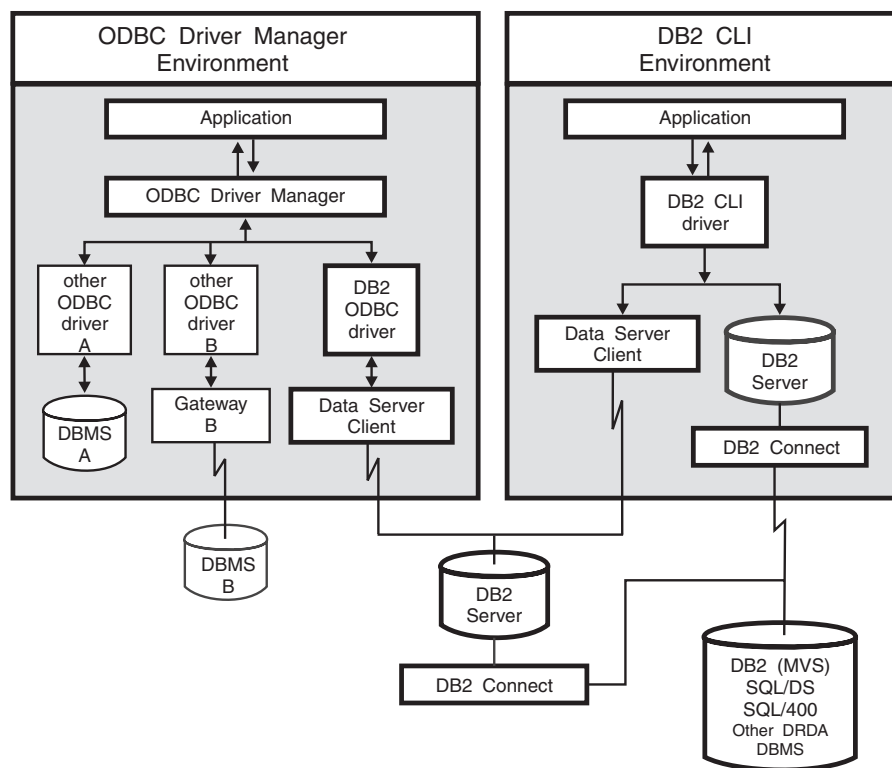 ODBC Driver Manager
Environment
Application
ODBC Driver Manager
other
ODBC
driver
A
other
ODBC
driver
B
DB2
ODBC
driver
DBMS
A
Gateway
B
Data Server
Client
DBMS
B
DB2 CLI
Environment
Application
DB2 CLI
driver
Data Server
Client
DB2
Server
DB2 Connect
DB2
Server
DB2 Connect
DB2 (MVS)
SQL/DS
SQL/400
Other DRDA
DBMS